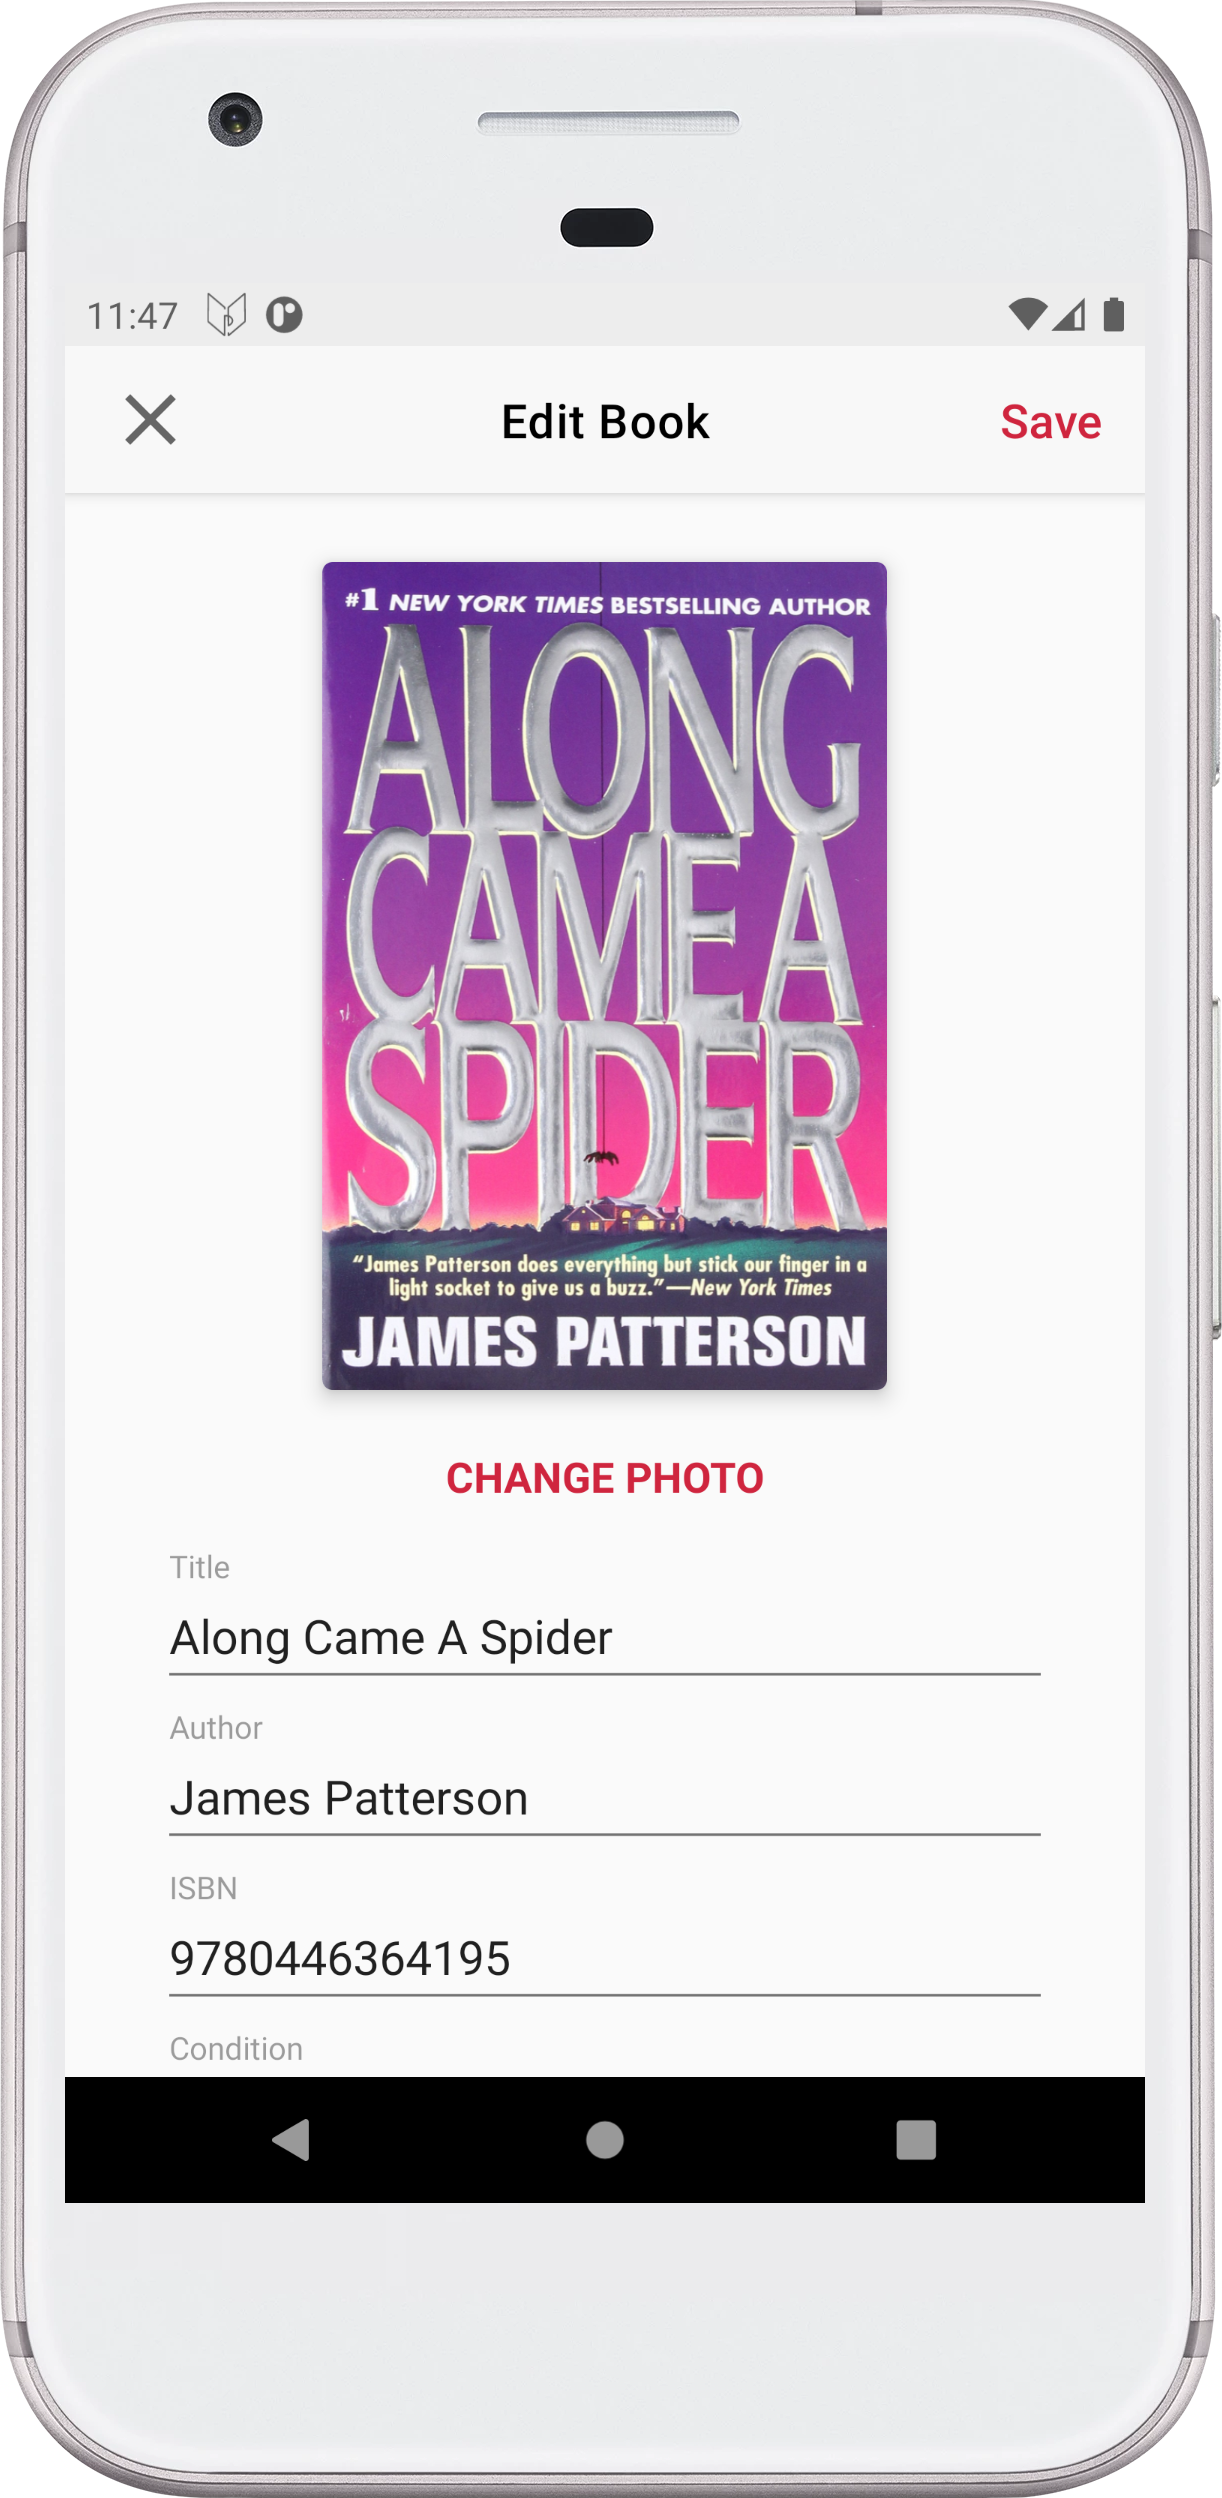 11:47
Edit Book
Save
#1 NEW YORK TIMES BESTSELLING AUTHOR
ALONG
CAME A
SPIDER
“James Patterson does everything but stick our finger in a
light socket to give us a buzz.”—New York Times
JAMES PATTERSON
CHANGE PHOTO
Title
Along Came A Spider
Author
James Patterson
ISBN
9780446364195
Condition